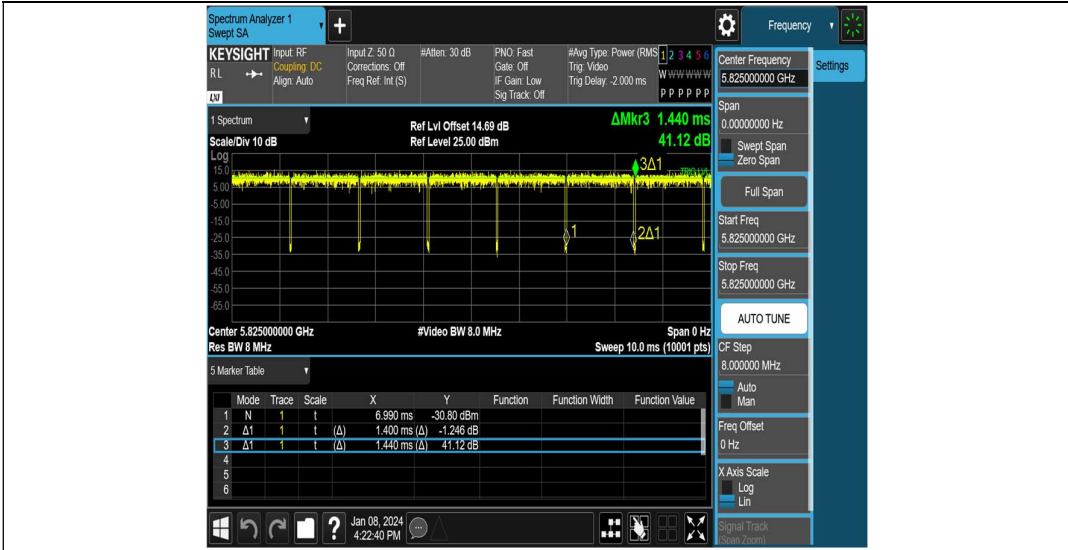 Spectrum Analyzer 1
Swept SA
Frequency
KEYSIGHT
RL
LXI
Input: RF
Coupling: DC
Align: Auto
Input Z: 50 Ω
Corrections: Off
Freq Ref: Int (S)
#Atten: 30 dB
PNO: Fast
Gate: Off
IF Gain: Low
Sig Track: Off
#Avg Type: Power (RMS
Trig: Video
Trig Delay: -2.000 ms
1 2 3 4 5 6
W W W W W W
P P P P P P
Center Frequency
5.825000000 GHz
Settings
Span
0.00000000 Hz
Swept Span
Zero Span
Full Span
Start Freq
5.825000000 GHz
Stop Freq
5.825000000 GHz
AUTO TUNE
CF Step
8.000000 MHz
Auto
Man
Freq Offset
0 Hz
X Axis Scale
Log
Lin
Signal Track
(Span Zoom)
1 Spectrum
Scale/Div 10 dB
Ref Lvl Offset 14.69 dB
Ref Level 25.00 dBm
ΔMkr3 1.440 ms
41.12 dB
Log
15.0
5.00
-5.00
-15.0
-25.0
-35.0
-45.0
-55.0
-65.0
3Δ1
TRIG LVL
1
2Δ1
Center 5.825000000 GHz
#Video BW 8.0 MHz
Span 0 Hz
Res BW 8 MHz
Sweep 10.0 ms (10001 pts)
5 Marker Table
Mode Trace Scale X Y Function Function Width Function Value
1 N 1 t 6.990 ms -30.80 dBm
2 Δ1 1 t (Δ) 1.400 ms (Δ) -1.246 dB
3 Δ1 1 t (Δ) 1.440 ms (Δ) 41.12 dB
4
5
6
?
Jan 08, 2024
4:22:40 PM